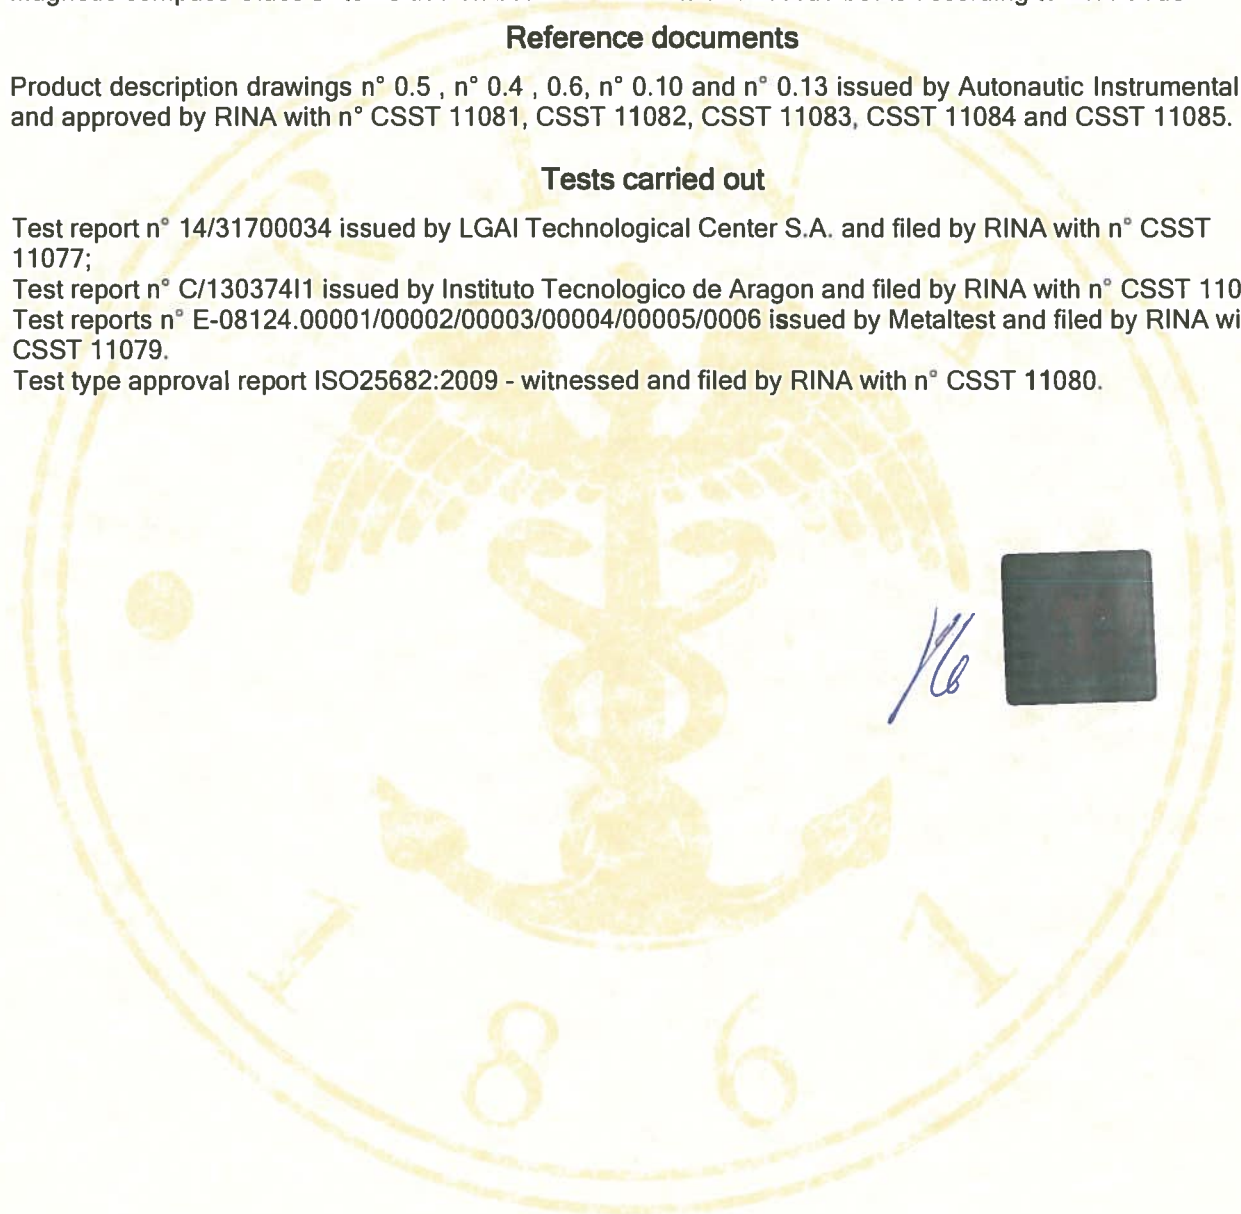 Reference documents
Product description drawings n° 0.5 , n° 0.4 , 0.6, n° 0.10 and n° 0.13 issued by Autonautic Instrumental
and approved by RINA with n° CSST 11081, CSST 11082, CSST 11083, CSST 11084 and CSST 11085.
Tests carried out
Test report n° 14/31700034 issued by LGAI Technological Center S.A. and filed by RINA with n° CSST
11077;
Test report n° C/130374I1 issued by Instituto Tecnologico de Aragon and filed by RINA with n° CSST 110
Test reports n° E-08124.00001/00002/00003/00004/00005/0006 issued by Metaltest and filed by RINA wi
CSST 11079.
Test type approval report ISO25682:2009 - witnessed and filed by RINA with n° CSST 11080.
R I N A
1 8 6 1